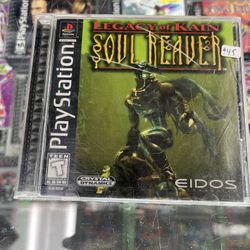 LEGACY OF KAIN
SOUL REAVER
$45
PlayStation
TEEN
T
CRYSTAL
DYNAMICS
EIDOS